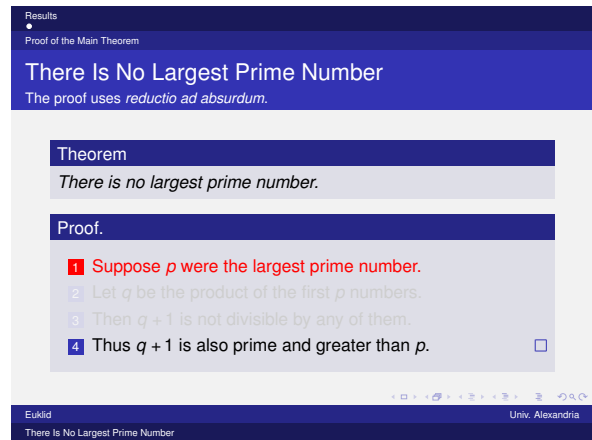 Results
Proof of the Main Theorem
There Is No Largest Prime Number
The proof uses reductio ad absurdum.
Theorem
There is no largest prime number.
Proof.
1 Suppose p were the largest prime number.
2 Let q be the product of the first p numbers.
3 Then q + 1 is not divisible by any of them.
4 Thus q + 1 is also prime and greater than p.
Euklid Univ. Alexandria
There Is No Largest Prime Number